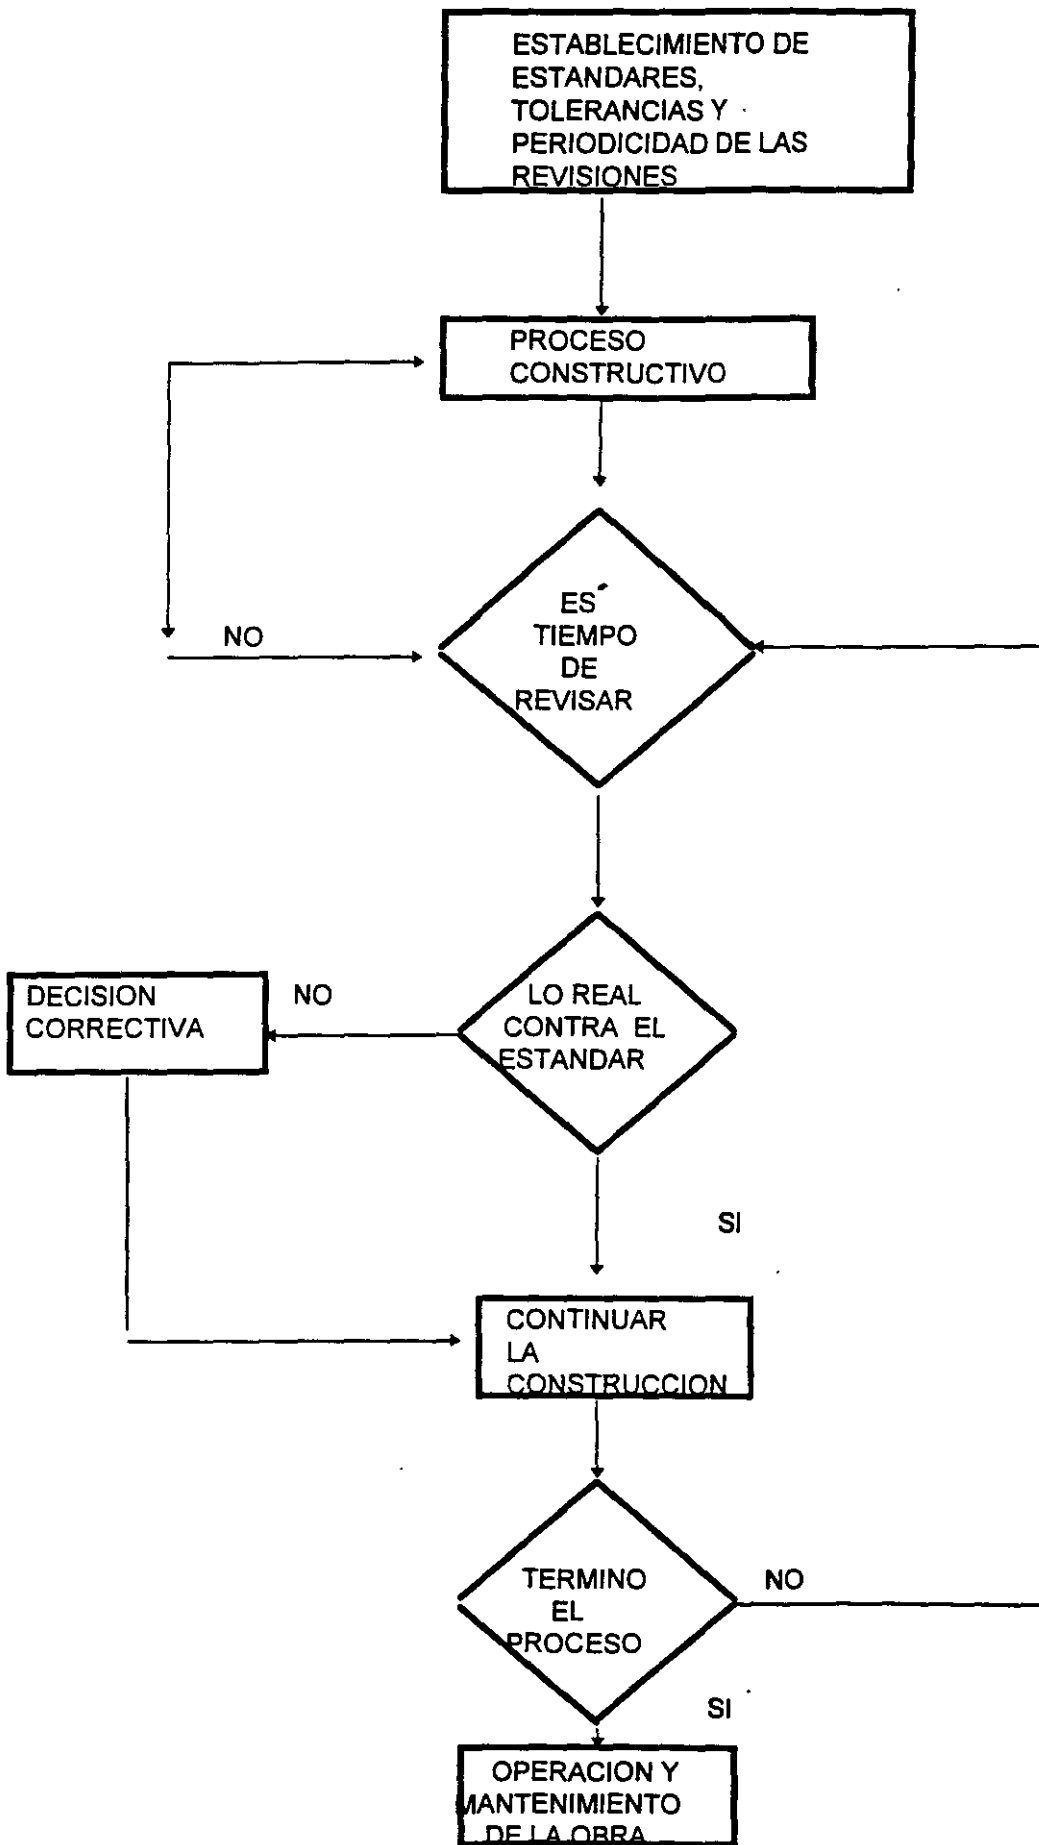 ESTABLECIMIENTO DE
ESTANDARES,
TOLERANCIAS Y
PERIODICIDAD DE LAS
REVISIONES
PROCESO
CONSTRUCTIVO
ES
TIEMPO
DE
REVISAR
NO
LO REAL
CONTRA EL
ESTANDAR
NO
DECISION
CORRECTIVA
SI
CONTINUAR
LA
CONSTRUCCION
TERMINO
EL
PROCESO
NO
SI
OPERACION Y
MANTENIMIENTO
DE LA OBRA